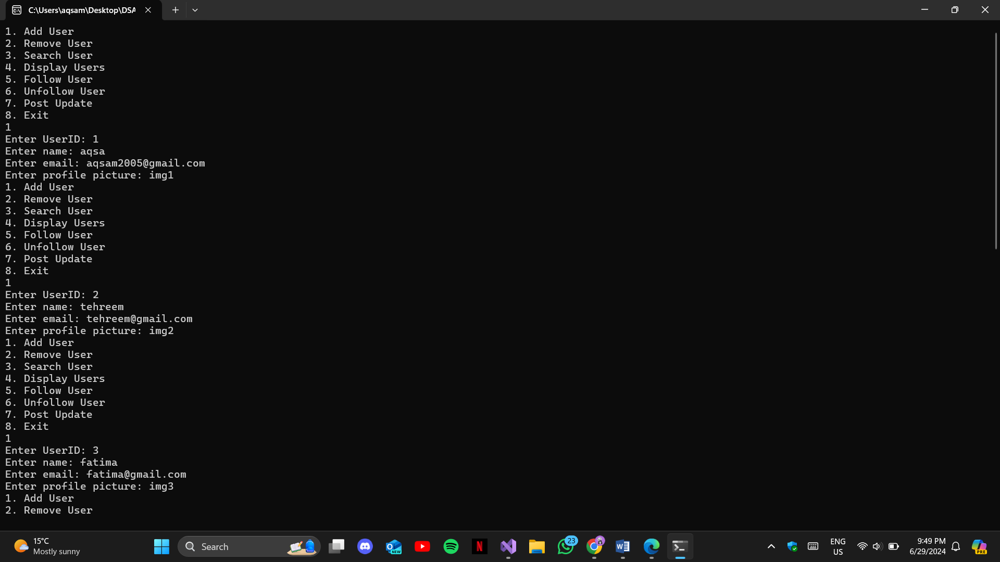 C:\Users\aqsam\Desktop\DSA
1. Add User
2. Remove User
3. Search User
4. Display Users
5. Follow User
6. Unfollow User
7. Post Update
8. Exit
1
Enter UserID: 1
Enter name: aqsa
Enter email: aqsam2005@gmail.com
Enter profile picture: img1
1. Add User
2. Remove User
3. Search User
4. Display Users
5. Follow User
6. Unfollow User
7. Post Update
8. Exit
1
Enter UserID: 2
Enter name: tehreem
Enter email: tehreem@gmail.com
Enter profile picture: img2
1. Add User
2. Remove User
3. Search User
4. Display Users
5. Follow User
6. Unfollow User
7. Post Update
8. Exit
1
Enter UserID: 3
Enter name: fatima
Enter email: fatima@gmail.com
Enter profile picture: img3
1. Add User
2. Remove User
15°C
Mostly sunny
Search
NEW
23
ENG
US
9:49 PM
6/29/2024
PRE